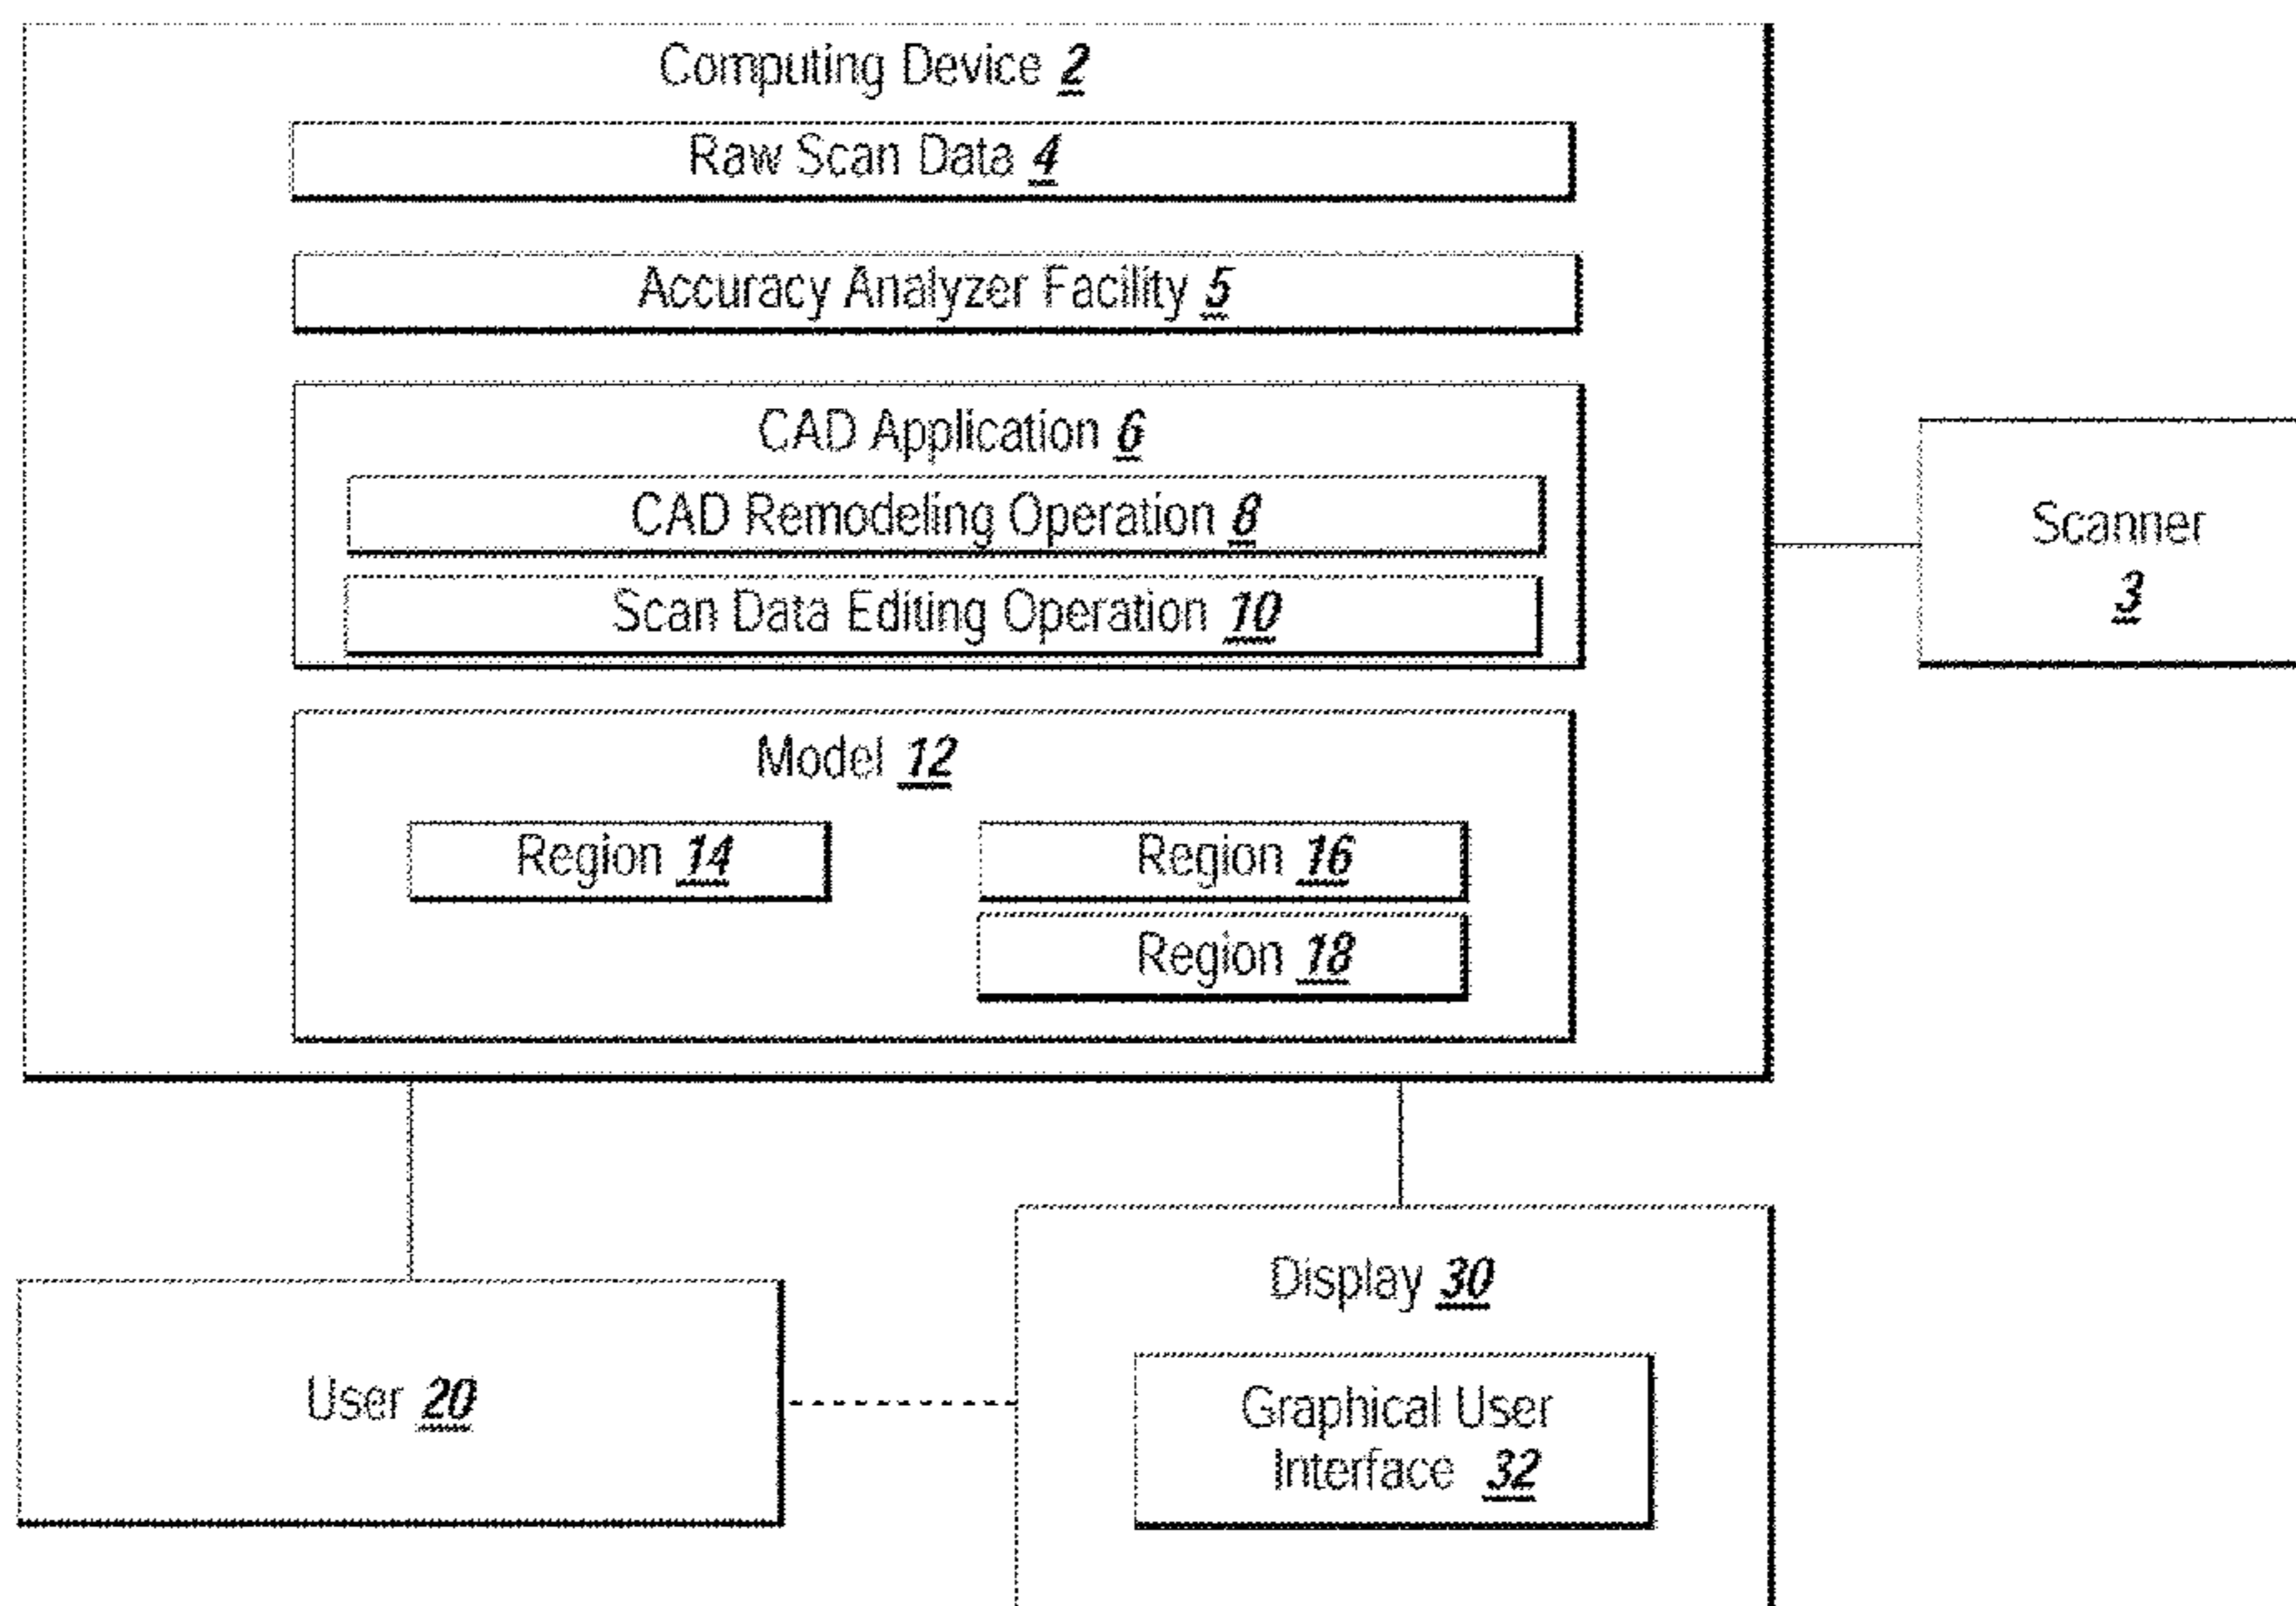 Computing Device 2
Raw Scan Data 4
Accuracy Analyzer Facility 5
CAD Application 6
CAD Remodeling Operation 8
Scan Data Editing Operation 10
Scanner
3
Model 12
Region 14
Region 16
Region 18
User 20
Display 30
Graphical User
Interface 32